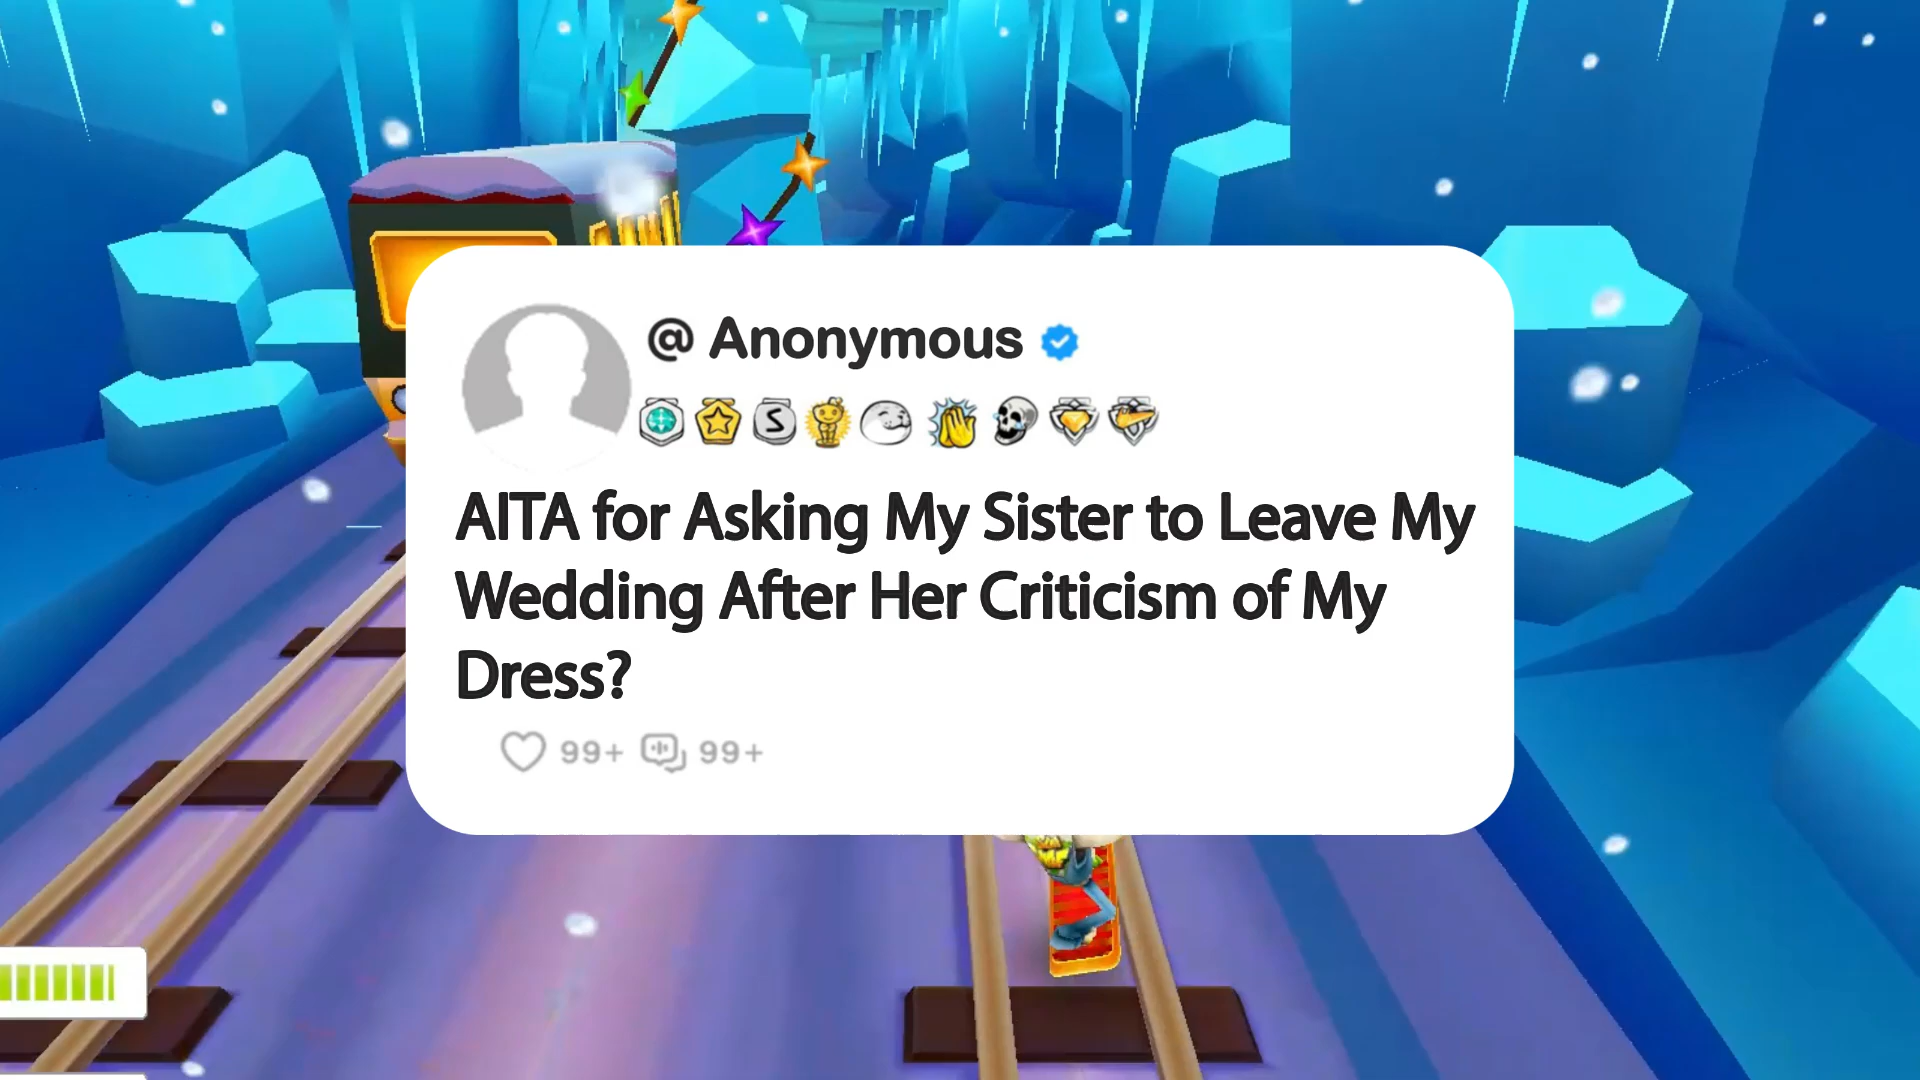 @ Anonymous
AITA for Asking My Sister to Leave My
Wedding After Her Criticism of My
Dress?
99+ 99+